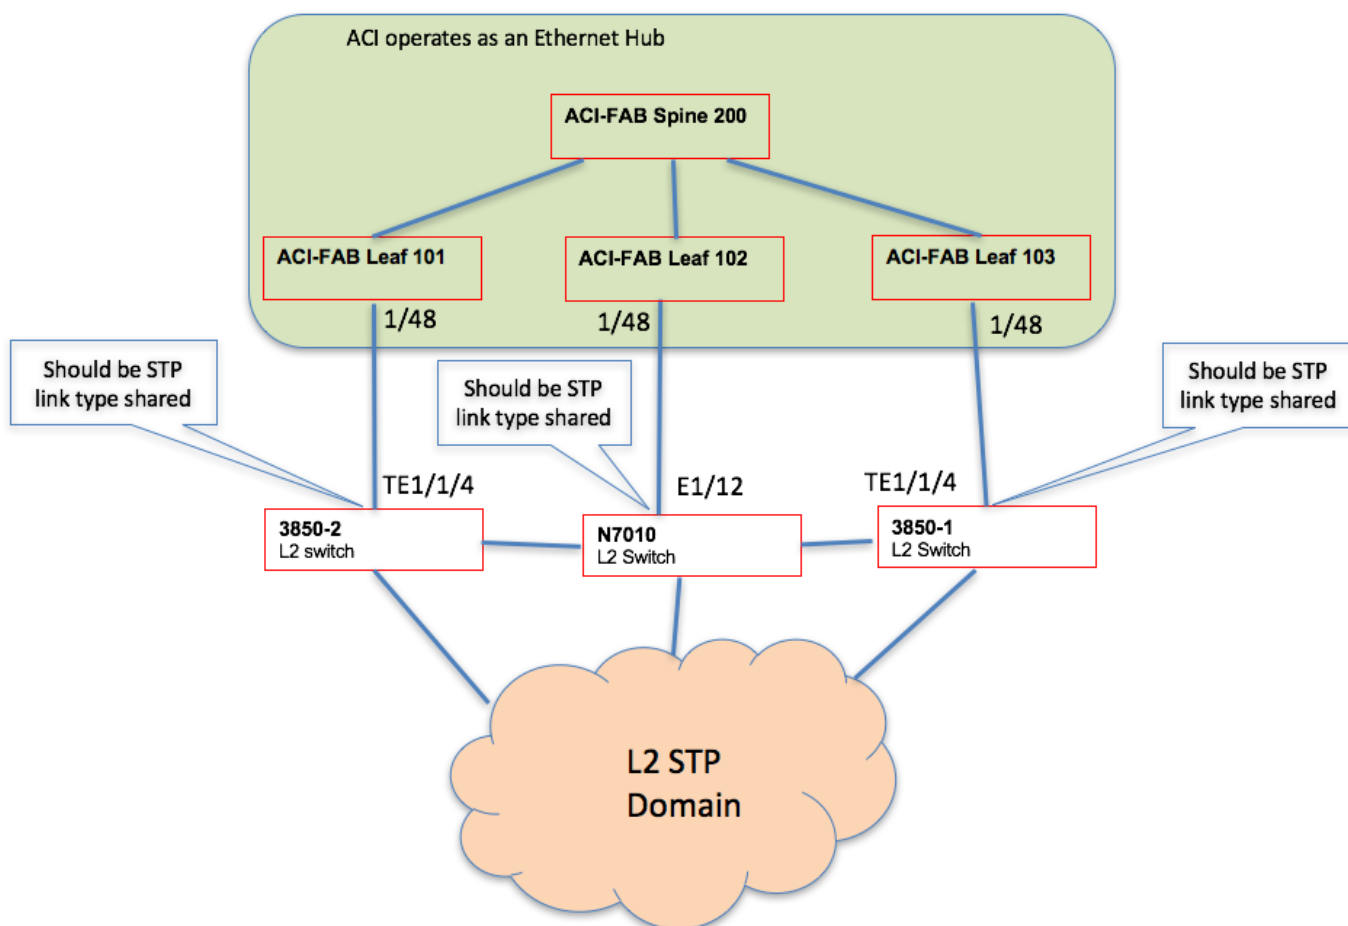 ACI operates as an Ethernet Hub
ACI-FAB Spine 200
ACI-FAB Leaf 101
ACI-FAB Leaf 102
ACI-FAB Leaf 103
1/48
1/48
1/48
Should be STP
link type shared
Should be STP
link type shared
Should be STP
link type shared
TE1/1/4
E1/12
TE1/1/4
3850-2
L2 switch
N7010
L2 Switch
3850-1
L2 Switch
L2 STP
Domain